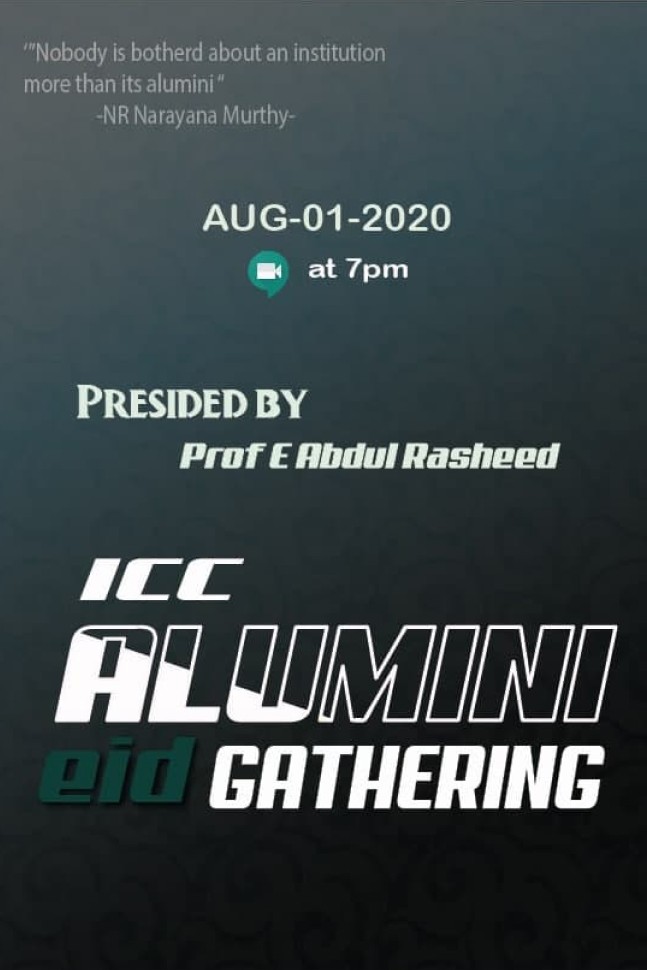 ‘"Nobody is botherd about an institution
more than its alumini “
-NR Narayana Murthy-
AUG-01-2020
at 7pm
PRESIDED BY
Prof E Abdul Rasheed
ICC
ALUMINI
eid GATHERING